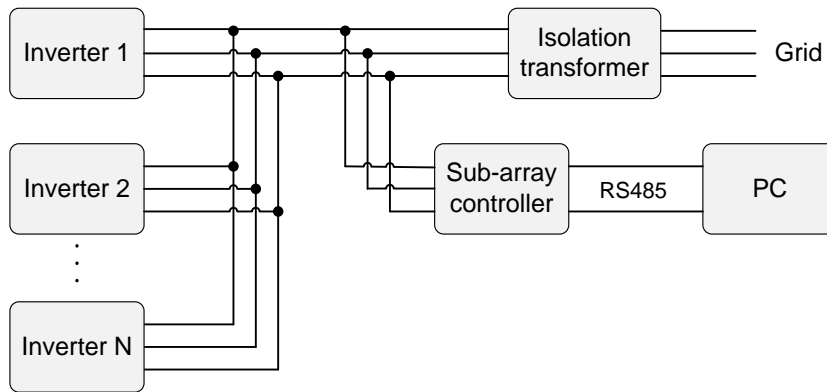 Inverter 1
Isolation
transformer
Grid
Inverter 2
Sub-array
controller
RS485
PC
Inverter N